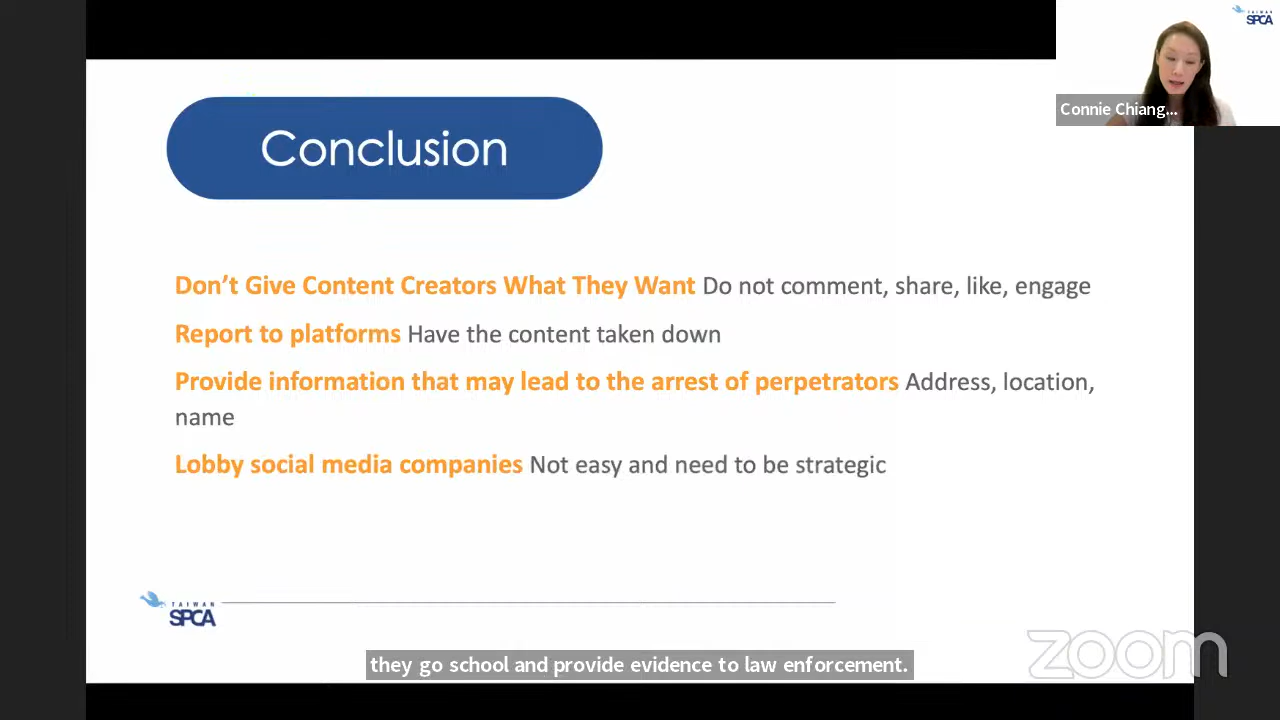 TAIWAN
SPCA
Connie Chiang...
Conclusion
Don't Give Content Creators What They Want Do not comment, share, like, engage
Report to platforms Have the content taken down
Provide information that may lead to the arrest of perpetrators Address, location,
name
Lobby social media companies Not easy and need to be strategic
TAIWAN
SPCA
they go school and provide evidence to law enforcement.
zoom